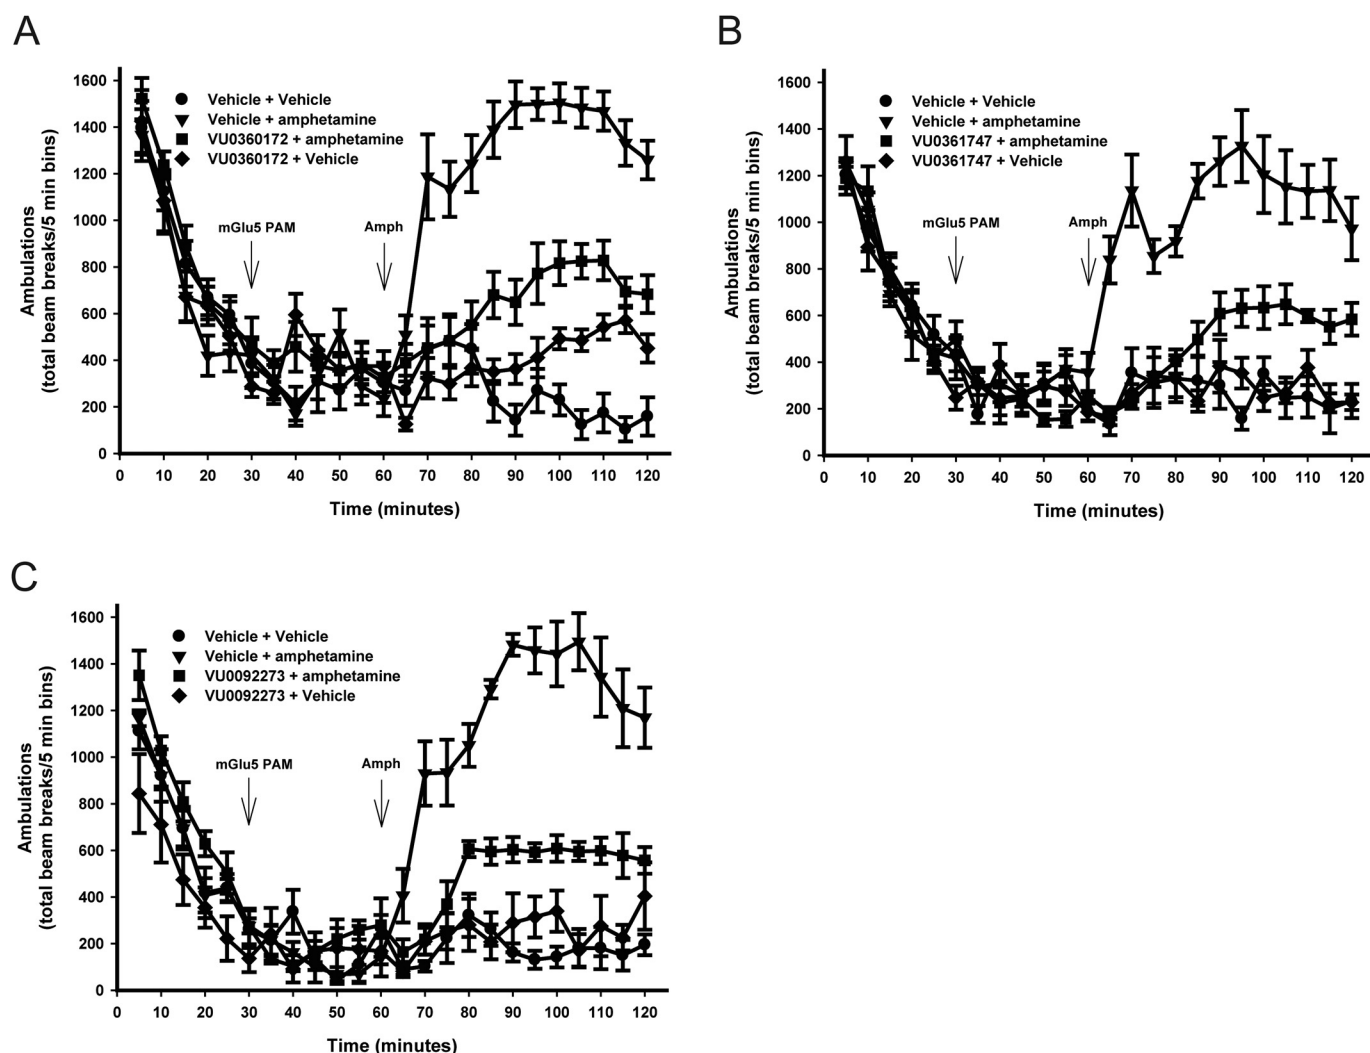 A
Ambulations
(total beam breaks/5 min bins)
1600
1400
1200
1000
800
600
400
200
0
Vehicle + Vehicle
Vehicle + amphetamine
VU0360172 + amphetamine
VU0360172 + Vehicle
mGlu5 PAM
Amph
0 10 20 30 40 50 60 70 80 90 100 110 120
Time (minutes)
B
Ambulations
(total beam breaks/5 min bins)
1600
1400
1200
1000
800
600
400
200
0
Vehicle + Vehicle
Vehicle + amphetamine
VU0361747 + amphetamine
VU0361747 + Vehicle
mGlu5 PAM
Amph
0 10 20 30 40 50 60 70 80 90 100 110 120
Time (minutes)
C
Ambulations
(total beam breaks/5 min bins)
1600
1400
1200
1000
800
600
400
200
0
Vehicle + Vehicle
Vehicle + amphetamine
VU0092273 + amphetamine
VU0092273 + Vehicle
mGlu5 PAM
Amph
0 10 20 30 40 50 60 70 80 90 100 110 120
Time (minutes)